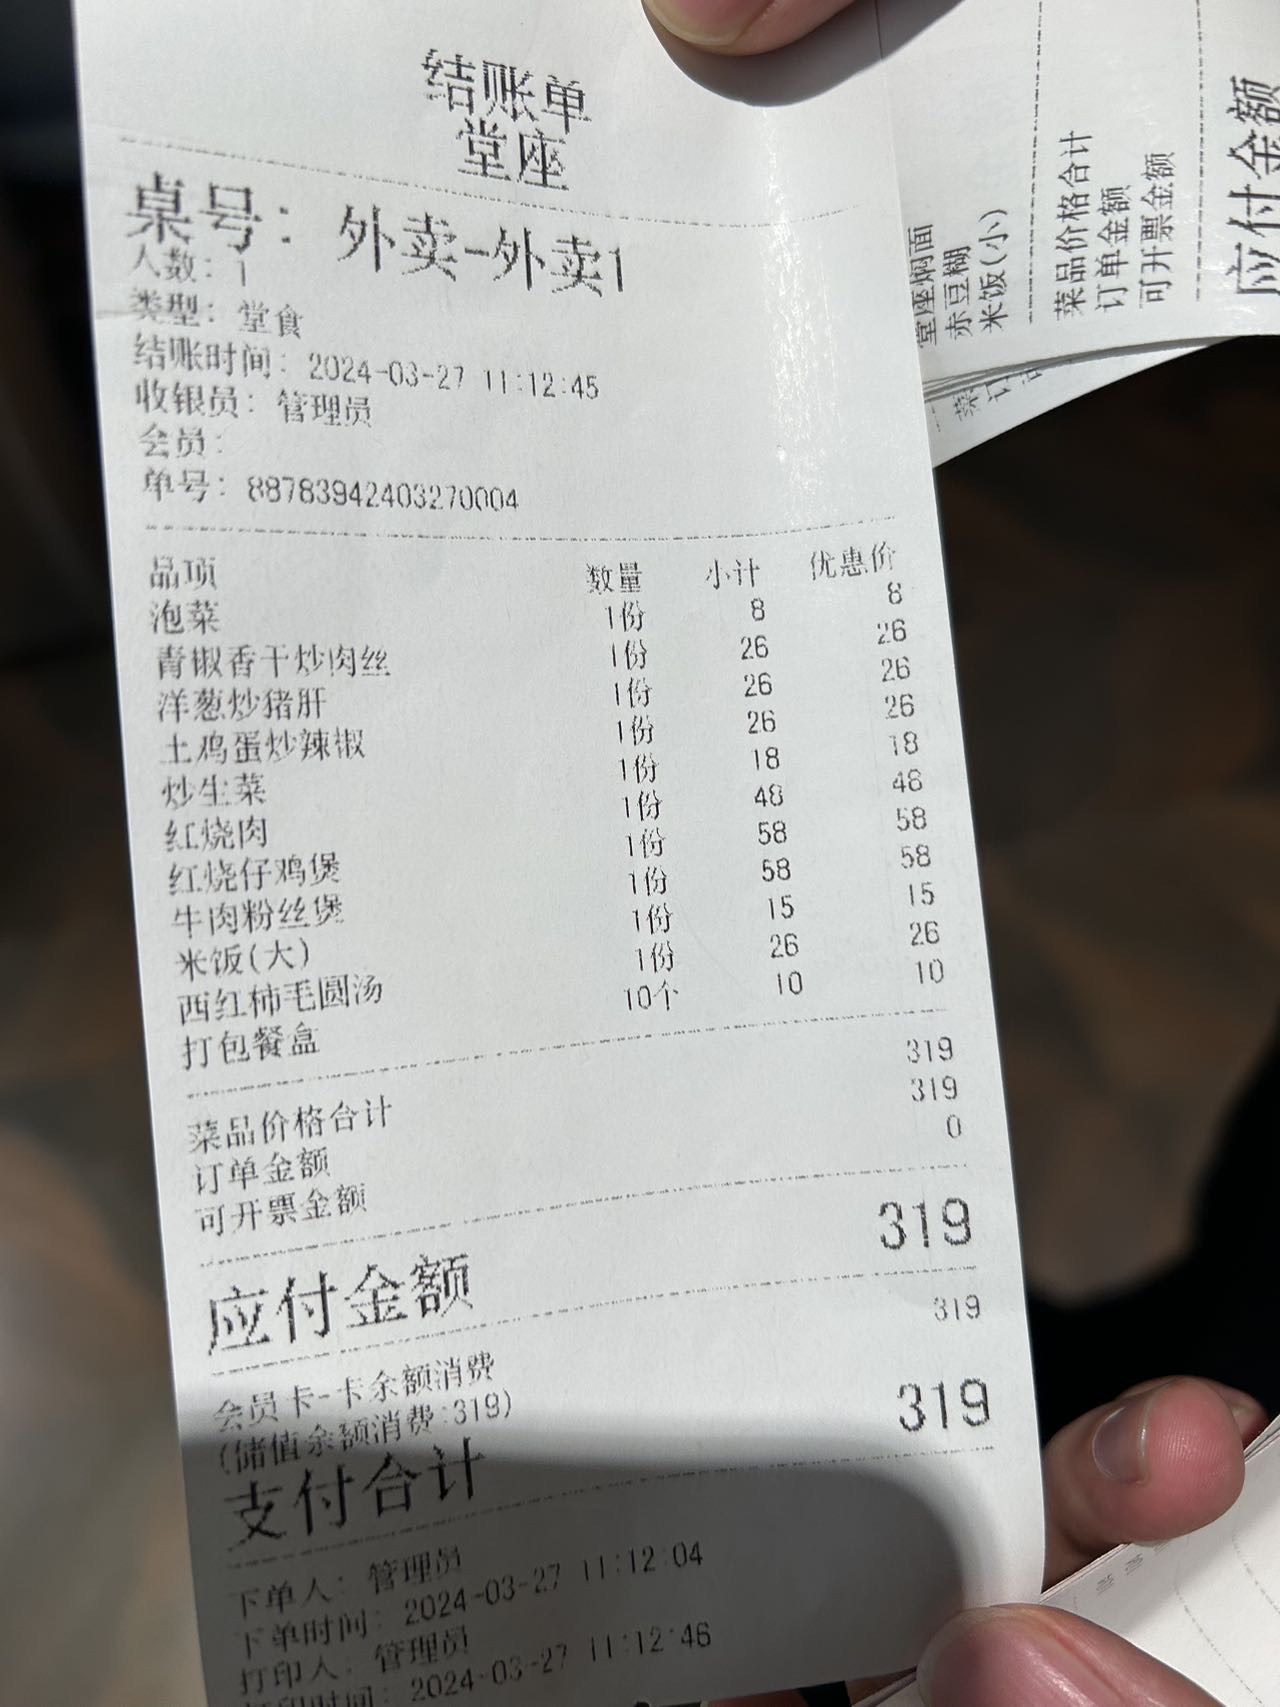 结账单
堂座
桌号: 外卖-外卖1
人数: 1
类型: 堂食
结账时间: 2024-03-27 11:12:45
收银员: 管理员
会员:
单号: 88783942403270004
品项 数量 小计 优惠价
泡菜 1份 8 8
青椒香干炒肉丝 1份 26 26
洋葱炒猪肝 1份 26 26
土鸡蛋炒辣椒 1份 26 26
炒生菜 1份 18 18
红烧肉 1份 48 48
红烧仔鸡煲 1份 58 58
牛肉粉丝煲 1份 58 58
米饭(大) 1份 15 15
西红柿毛圆汤 1份 26 26
打包餐盒 10个 10 10
菜品价格合计 319
订单金额 319
可开票金额 0
应付金额 319
会员卡-卡余额消费 319
(储值余额消费:319)
支付合计 319
下单人: 管理员
下单时间: 2024-03-27 11:12:04
打印人: 管理员
打印时间: 2024-03-27 11:12:46
堂座焖面
赤豆糊
米饭(小)
菜品价格合计
订单金额
可开票金额
应付金额